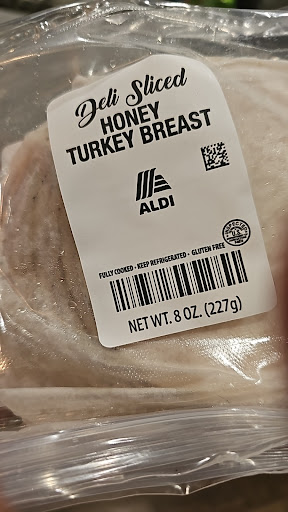 Deli Sliced
HONEY
TURKEY BREAST
ALDI
FULLY COOKED • KEEP REFRIGERATED • GLUTEN FREE
NET WT. 8 OZ. (227g)